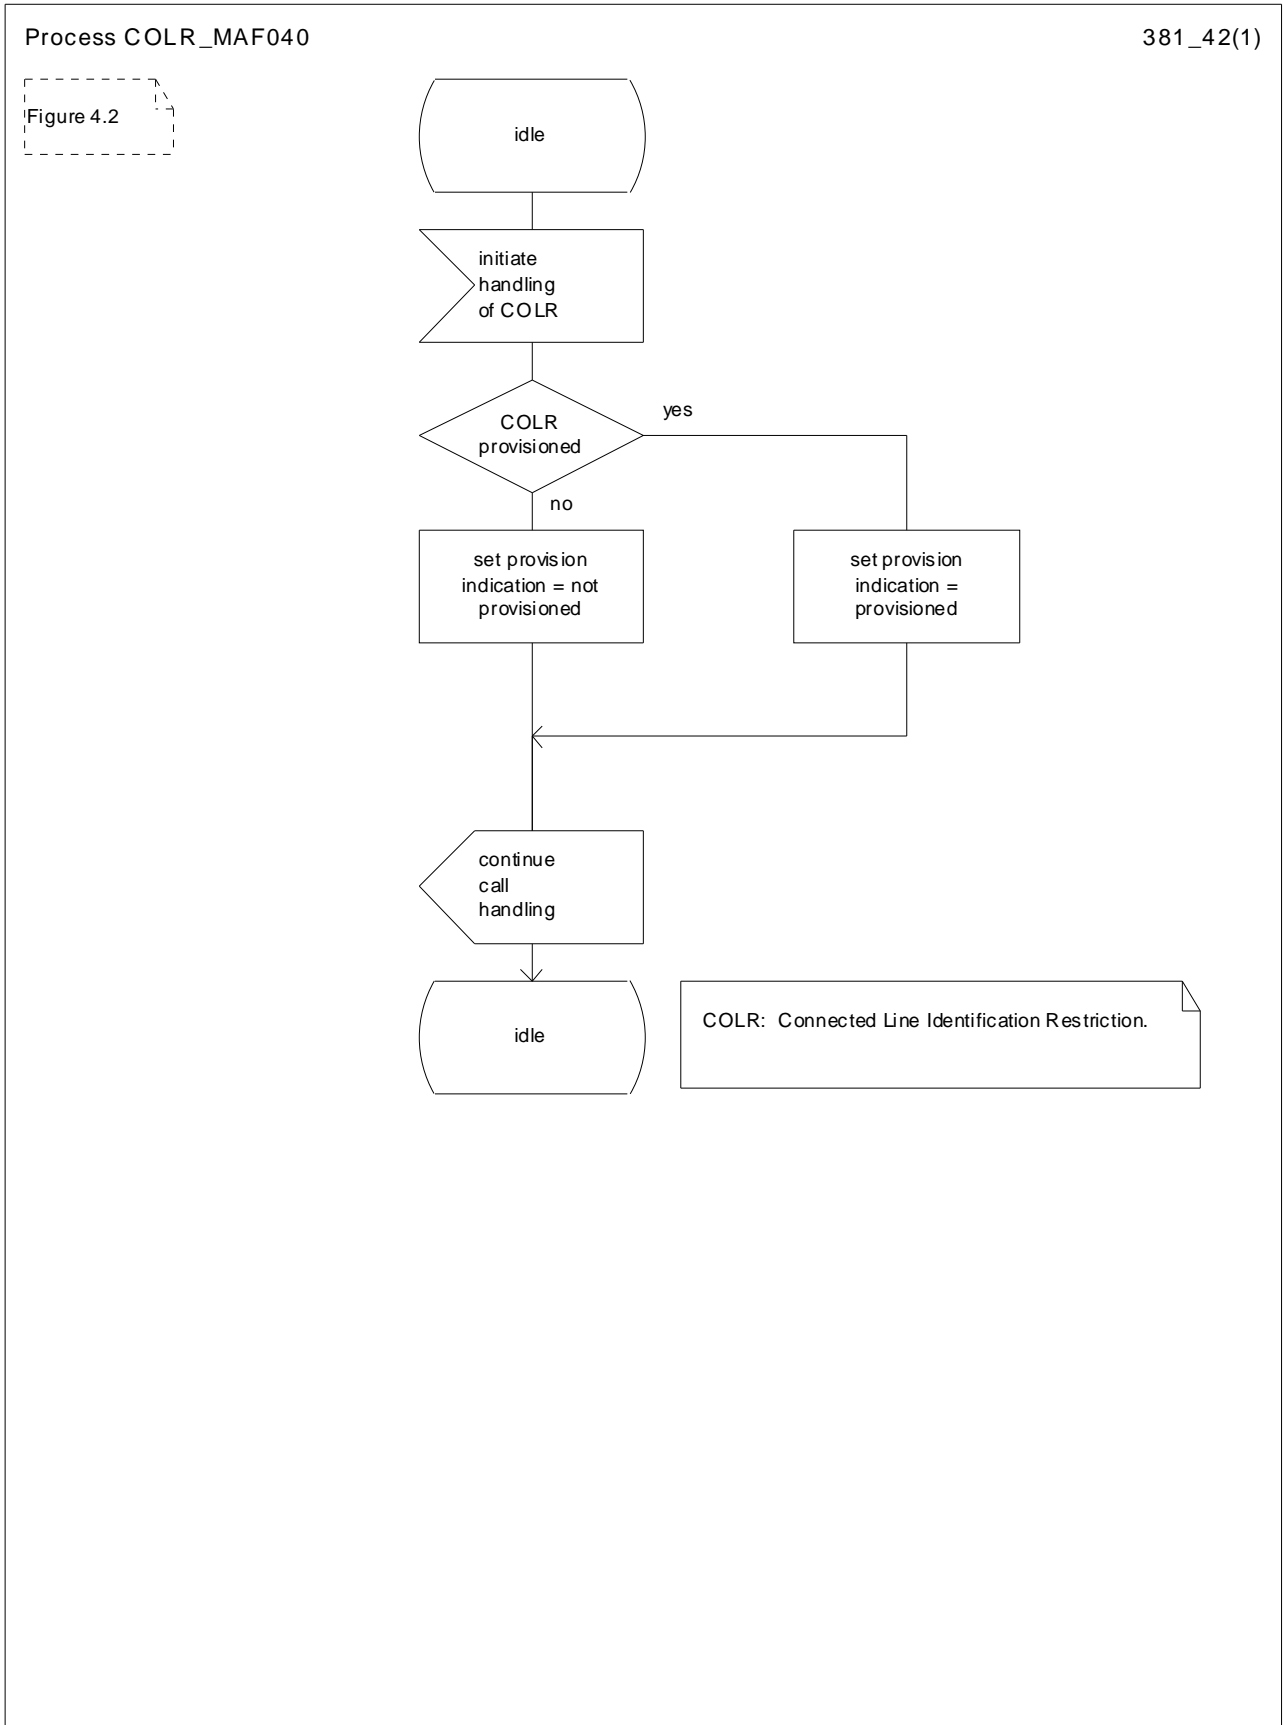 Process COLR_MAF040
381_42(1)
Figure 4.2
idle
initiate
handling
of COLR
COLR
provisioned
yes
no
set provision
indication = not
provisioned
set provision
indication =
provisioned
continue
call
handling
idle
COLR: Connected Line Identification Restriction.